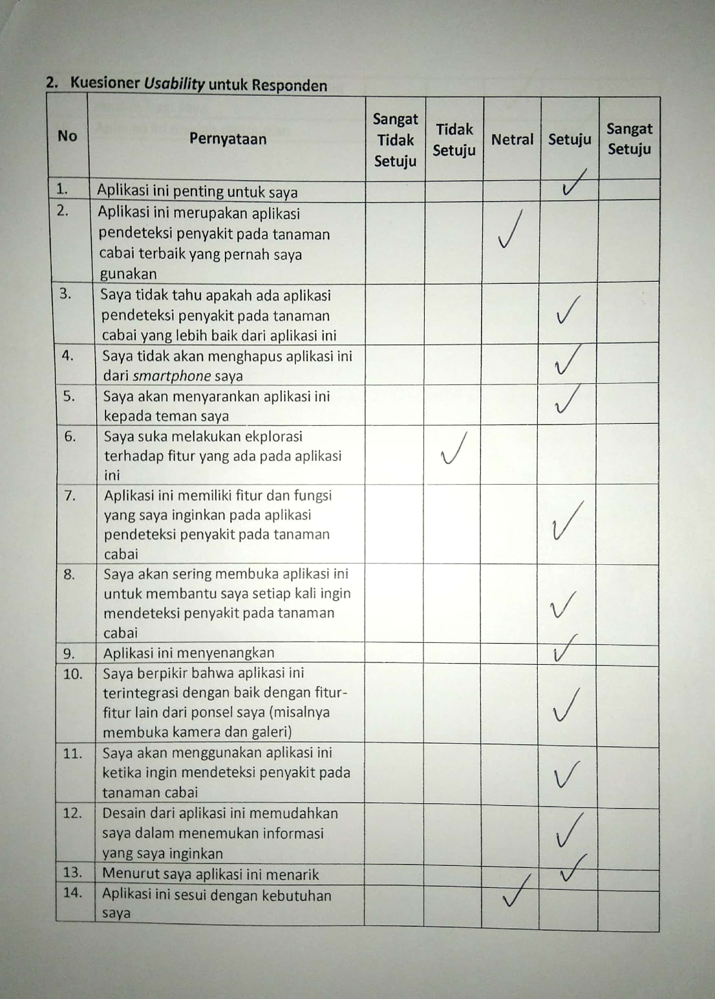 2. Kuesioner Usability untuk Responden
No Pernyataan Sangat Tidak Setuju Tidak Setuju Netral Setuju Sangat Setuju
1. Aplikasi ini penting untuk saya ✓
2. Aplikasi ini merupakan aplikasi
pendeteksi penyakit pada tanaman
cabai terbaik yang pernah saya
gunakan ✓
3. Saya tidak tahu apakah ada aplikasi
pendeteksi penyakit pada tanaman
cabai yang lebih baik dari aplikasi ini ✓
4. Saya tidak akan menghapus aplikasi ini
dari smartphone saya ✓
5. Saya akan menyarankan aplikasi ini
kepada teman saya ✓
6. Saya suka melakukan ekplorasi
terhadap fitur yang ada pada aplikasi
ini ✓
7. Aplikasi ini memiliki fitur dan fungsi
yang saya inginkan pada aplikasi
pendeteksi penyakit pada tanaman
cabai ✓
8. Saya akan sering membuka aplikasi ini
untuk membantu saya setiap kali ingin
mendeteksi penyakit pada tanaman
cabai ✓
9. Aplikasi ini menyenangkan ✓
10. Saya berpikir bahwa aplikasi ini
terintegrasi dengan baik dengan fitur-
fitur lain dari ponsel saya (misalnya
membuka kamera dan galeri) ✓
11. Saya akan menggunakan aplikasi ini
ketika ingin mendeteksi penyakit pada
tanaman cabai ✓
12. Desain dari aplikasi ini memudahkan
saya dalam menemukan informasi
yang saya inginkan ✓
13. Menurut saya aplikasi ini menarik ✓
14. Aplikasi ini sesui dengan kebutuhan
saya ✓